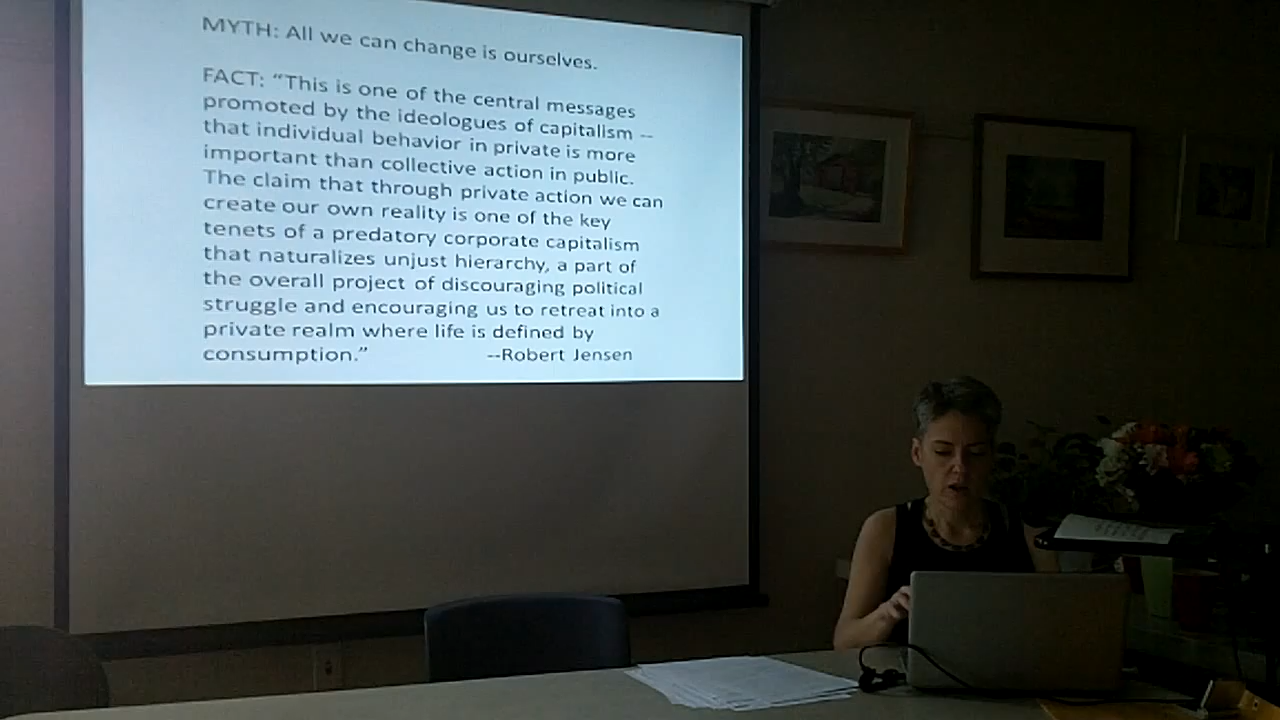 MYTH: All we can change is ourselves.
FACT: “This is one of the central messages
promoted by the ideologues of capitalism --
that individual behavior in private is more
important than collective action in public.
The claim that through private action we can
create our own reality is one of the key
tenets of a predatory corporate capitalism
that naturalizes unjust hierarchy, a part of
the overall project of discouraging political
struggle and encouraging us to retreat into a
private realm where life is defined by
consumption.” --Robert Jensen